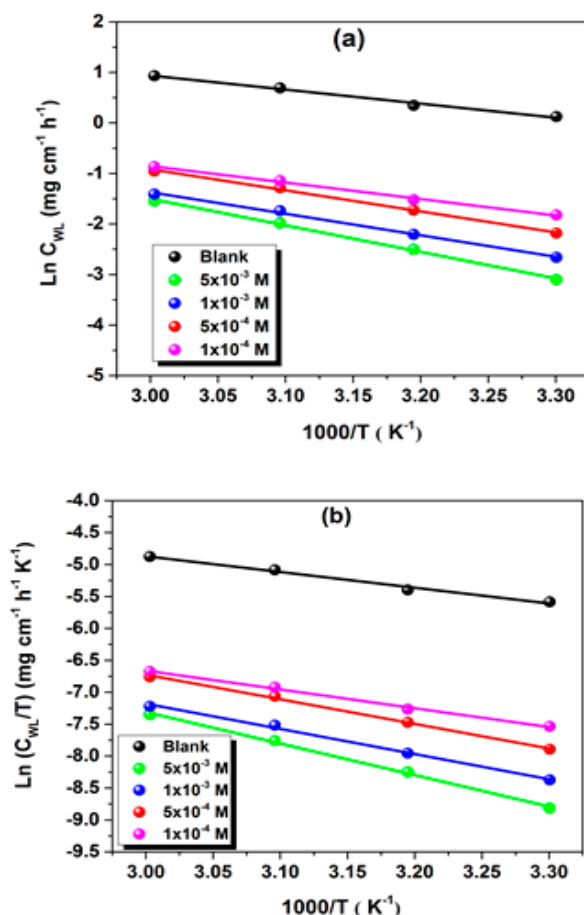 (a)
Ln C_WL (mg cm⁻¹ h⁻¹)
2
1
0
-1
-2
-3
-4
-5
Blank
5x10⁻³ M
1x10⁻³ M
5x10⁻⁴ M
1x10⁻⁴ M
3.00 3.05 3.10 3.15 3.20 3.25 3.30
1000/T ( K⁻¹)
(b)
Ln (C_WL/T) (mg cm⁻¹ h⁻¹ K⁻¹)
-4.0
-4.5
-5.0
-5.5
-6.0
-6.5
-7.0
-7.5
-8.0
-8.5
-9.0
-9.5
Blank
5x10⁻³ M
1x10⁻³ M
5x10⁻⁴ M
1x10⁻⁴ M
3.00 3.05 3.10 3.15 3.20 3.25 3.30
1000/T ( K⁻¹)